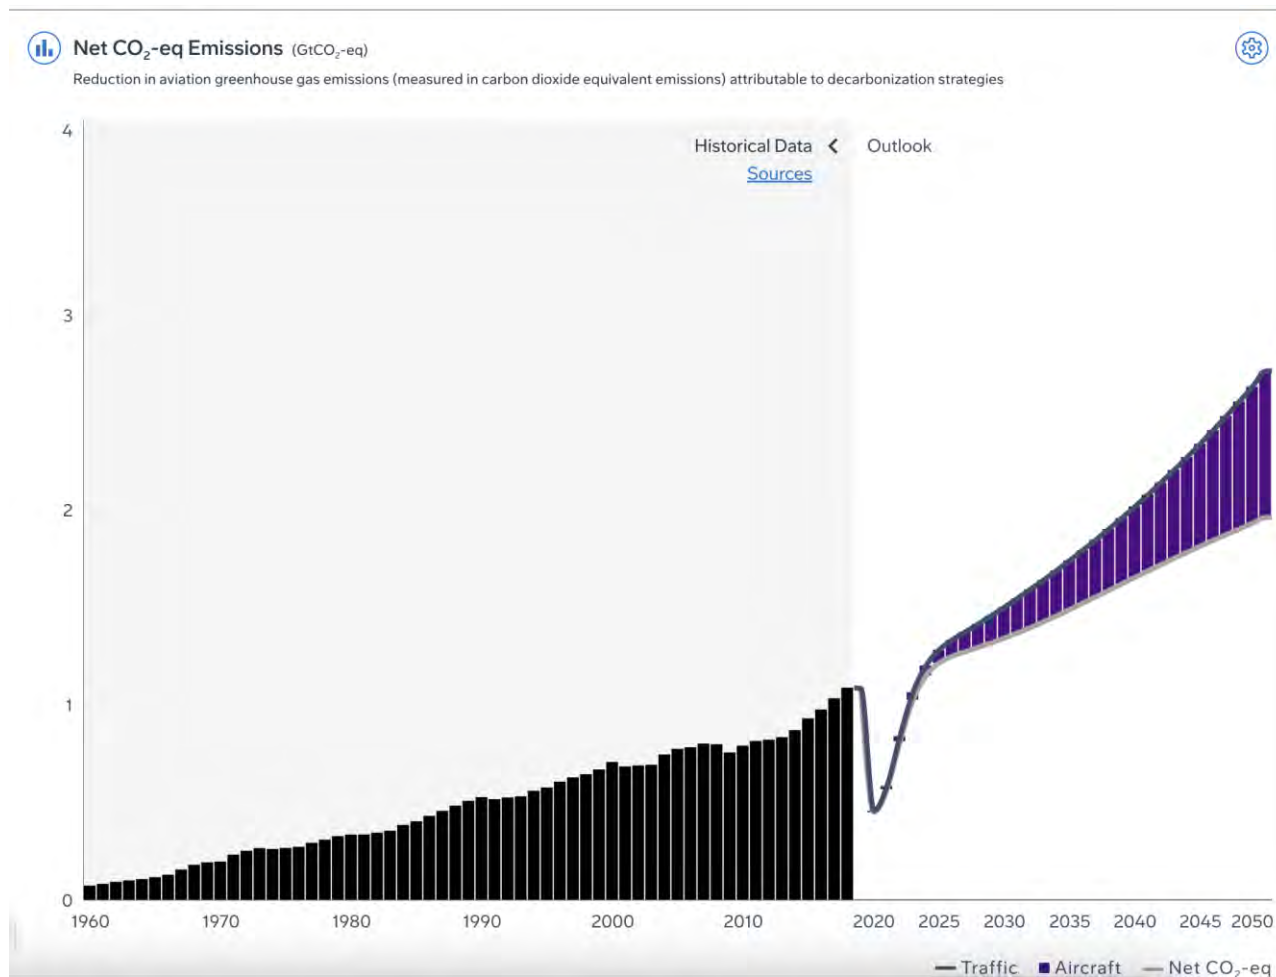 Net CO₂-eq Emissions (GtCO₂-eq)
Reduction in aviation greenhouse gas emissions (measured in carbon dioxide equivalent emissions) attributable to decarbonization strategies
4
Historical Data < Outlook
Sources
3
2
1
0
1960 1970 1980 1990 2000 2010 2020 2025 2030 2035 2040 2045 2050
Traffic Aircraft Net CO₂-eq